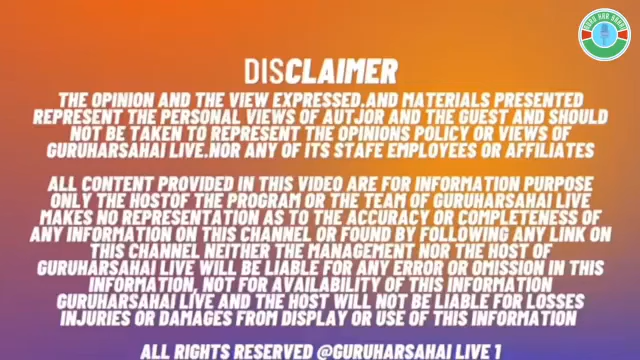 GURU HAR SAHAI
DISCLAIMER
THE OPINION AND THE VIEW EXPRESSED.AND MATERIALS PRESENTED
REPRESENT THE PERSONAL VIEWS OF AUTJOR AND THE GUEST AND SHOULD
NOT BE TAKEN TO REPRESENT THE OPINIONS POLICY OR VIEWS OF
GURUHARSAHAI LIVE.NOR ANY OF ITS STAFE EMPLOYEES OR AFFILIATES
ALL CONTENT PROVIDED IN THIS VIDEO ARE FOR INFORMATION PURPOSE
ONLY THE HOSTOF THE PROGRAM OR THE TEAM OF GURUHARSAHAI LIVE
MAKES NO REPRESENTATION AS TO THE ACCURACY OR COMPLETENESS OF
ANY INFORMATION ON THIS CHANNEL OR FOUND BY FOLLOWING ANY LINK ON
THIS CHANNEL NEITHER THE MANAGEMENT NOR THE HOST OF
GURUHARSAHAI LIVE WILL BE LIABLE FOR ANY ERROR OR OMISSION IN THIS
INFORMATION, NOT FOR AVAILABILITY OF THIS INFORMATION
GURUHARSAHAI LIVE AND THE HOST WILL NOT BE LIABLE FOR LOSSES
INJURIES OR DAMAGES FROM DISPLAY OR USE OF THIS INFORMATION
ALL RIGHTS RESERVED @GURUHARSAHAI LIVE 1